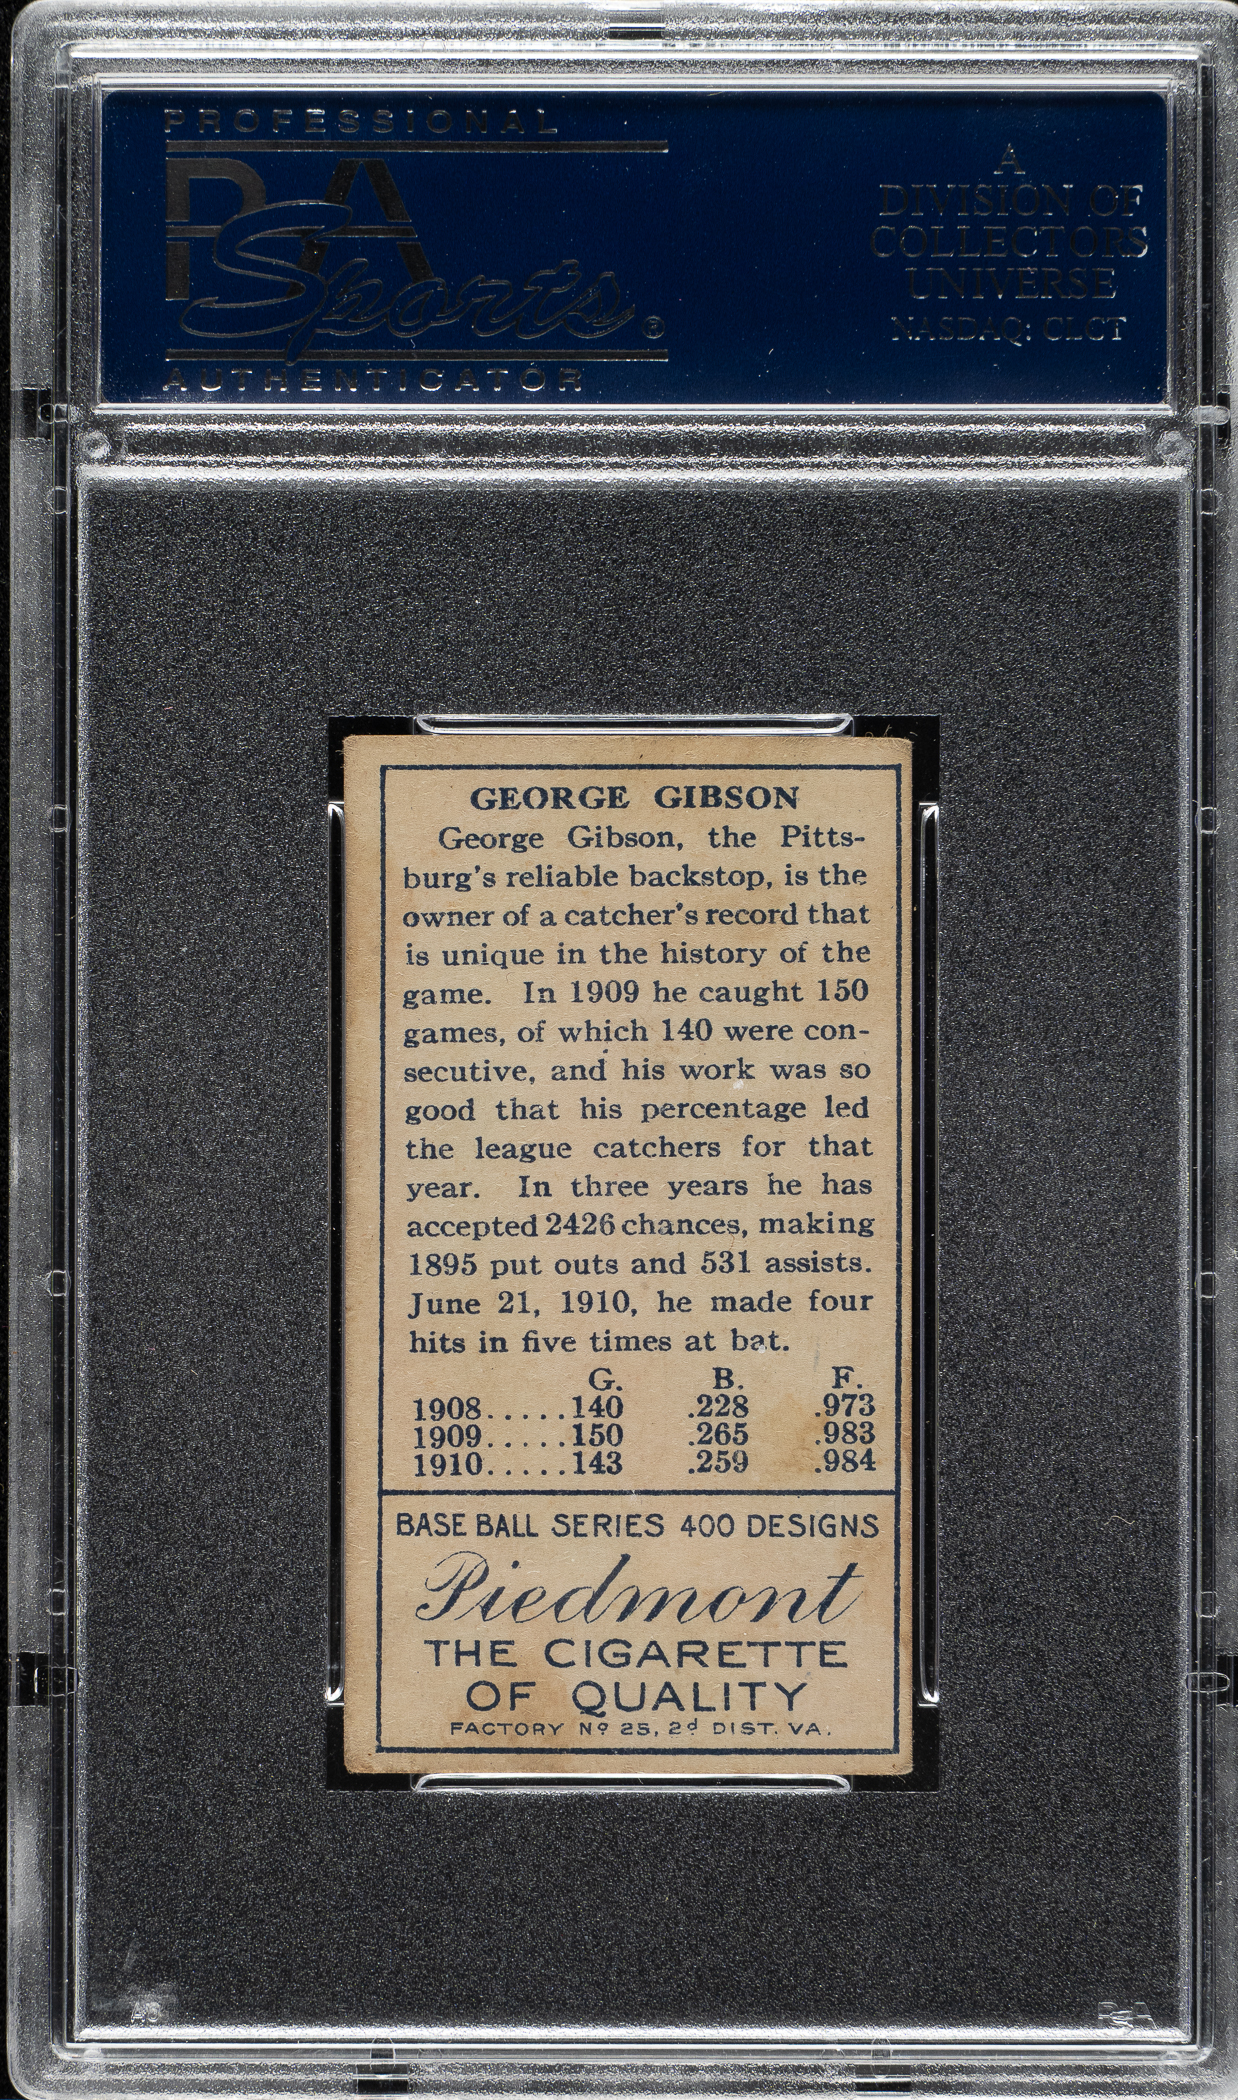 PROFESSIONAL
PSA
Sports ®
AUTHENTICATOR
A
DIVISION OF
COLLECTORS
UNIVERSE
NASDAQ: CLCT
GEORGE GIBSON
George Gibson, the Pitts-
burg's reliable backstop, is the
owner of a catcher's record that
is unique in the history of the
game. In 1909 he caught 150
games, of which 140 were con-
secutive, and his work was so
good that his percentage led
the league catchers for that
year. In three years he has
accepted 2426 chances, making
1895 put outs and 531 assists.
June 21, 1910, he made four
hits in five times at bat.
G. B. F.
1908.....140 .228 .973
1909.....150 .265 .983
1910.....143 .259 .984
BASE BALL SERIES 400 DESIGNS
Piedmont
THE CIGARETTE
OF QUALITY
FACTORY Nº 25, 2d DIST. VA.
PSA